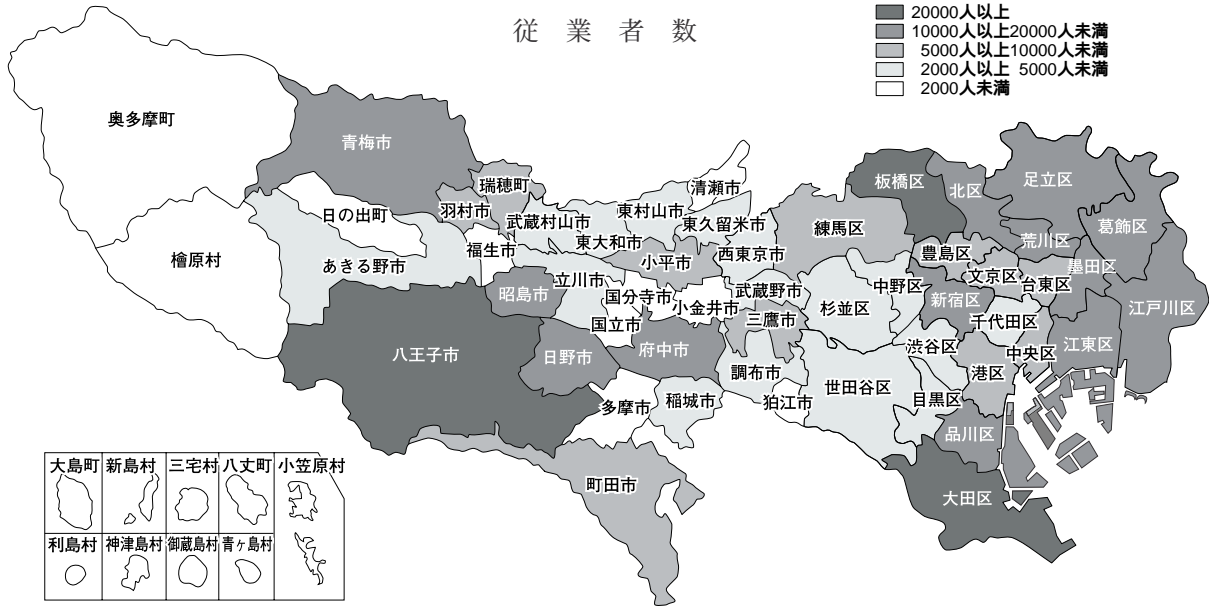 従業者数
20000人以上
10000人以上20000人未満
5000人以上10000人未満
2000人以上 5000人未満
2000人未満
奥多摩町
青梅市
瑞穂町
羽村市
日の出町
檜原村
あきる野市
福生市
武蔵村山市
東村山市
清瀬市
東久留米市
東大和市
小平市
西東京市
昭島市
立川市
国分寺市
小金井市
武蔵野市
国立市
三鷹市
八王子市
日野市
府中市
調布市
多摩市
稲城市
狛江市
町田市
板橋区
北区
足立区
葛飾区
練馬区
豊島区
荒川区
文京区
台東区
墨田区
中野区
杉並区
新宿区
千代田区
江戸川区
渋谷区
中央区
江東区
港区
世田谷区
目黒区
品川区
大田区
大島町
新島村
三宅村
八丈町
小笠原村
利島村
神津島村
御蔵島村
青ヶ島村